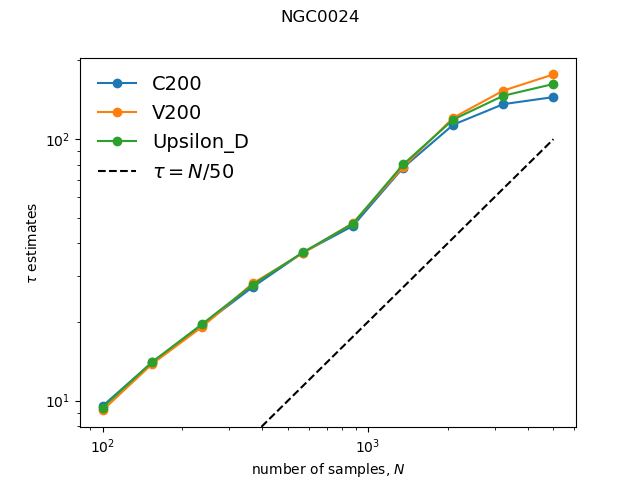 NGC0024
C200
V200
Upsilon_D
τ = N/50
τ estimates
10²
10¹
10²
10³
number of samples, N